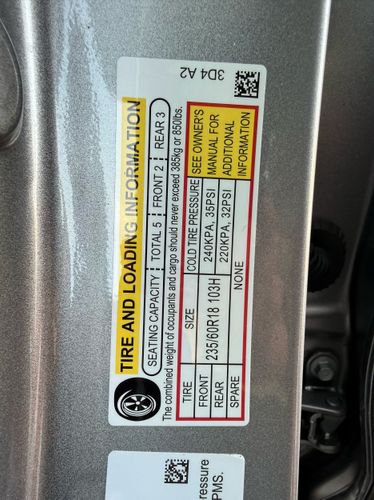 3D4 A2
TIRE AND LOADING INFORMATION
SEATING CAPACITY TOTAL 5 FRONT 2 REAR 3
The combined weight of occupants and cargo should never exceed 385kg or 850lbs.
TIRE SIZE COLD TIRE PRESSURE
FRONT 235/60R18 103H 240KPA, 35PSI
REAR 220KPA, 32PSI
SPARE NONE
SEE OWNER'S
MANUAL FOR
ADDITIONAL
INFORMATION
ressure
PMS.